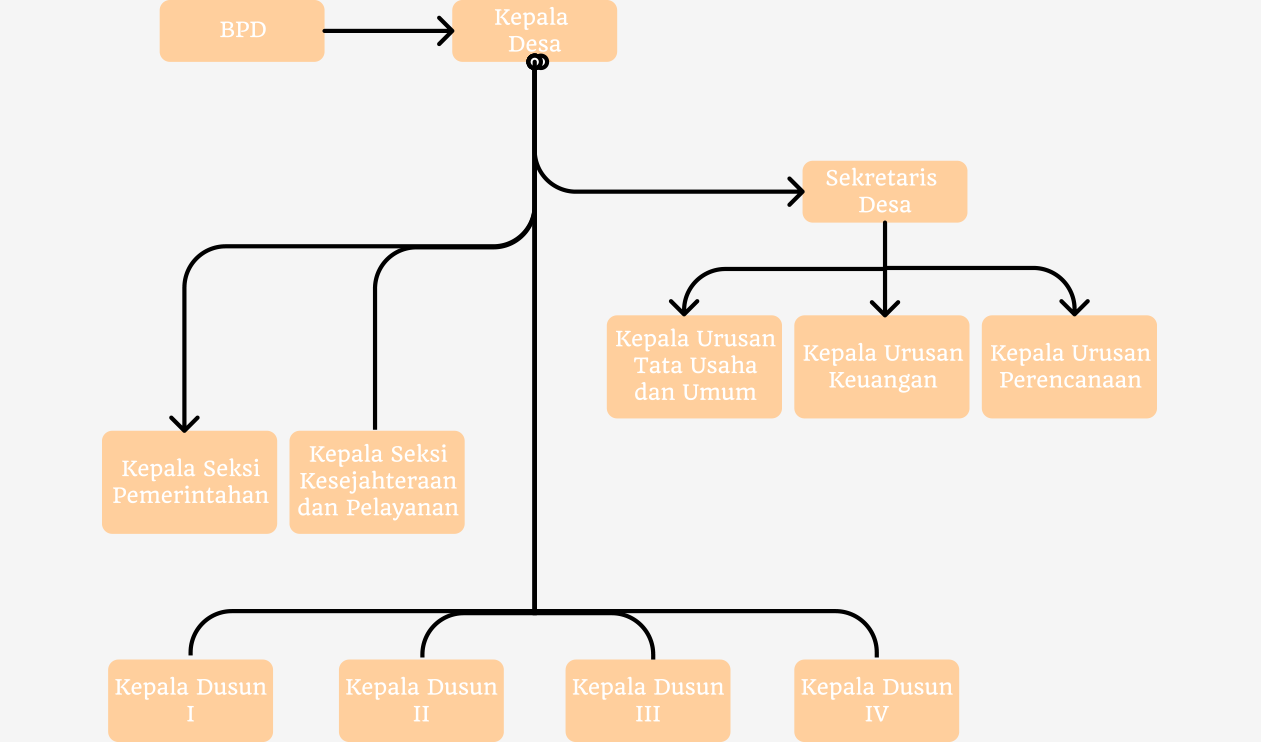 BPD
Kepala
Desa
Sekretaris
Desa
Kepala Urusan
Tata Usaha
dan Umum
Kepala Urusan
Keuangan
Kepala Urusan
Perencanaan
Kepala Seksi
Pemerintahan
Kepala Seksi
Kesejahteraan
dan Pelayanan
Kepala Dusun
I
Kepala Dusun
II
Kepala Dusun
III
Kepala Dusun
IV